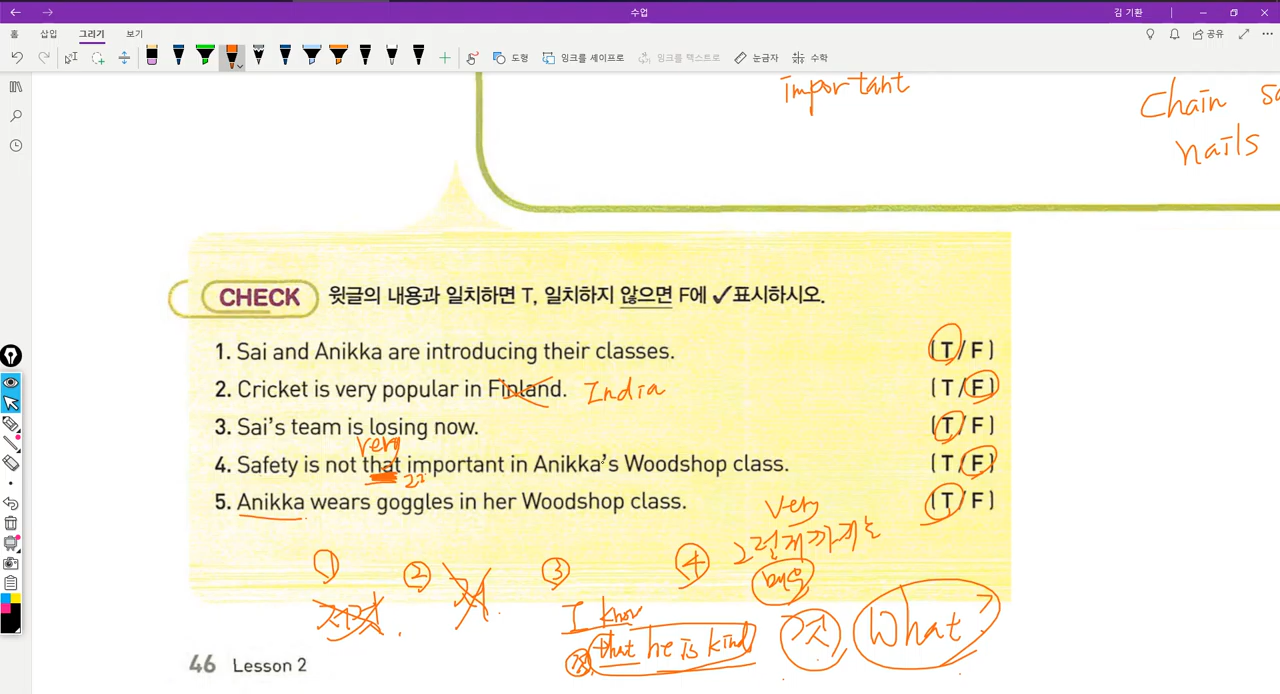 수업
김 기환
홈 삽입 그리기 보기
공유
도형 잉크를 셰이프로 잉크를 텍스트로 눈금자 수학
important
Chain
nails
CHECK 윗글의 내용과 일치하면 T, 일치하지 않으면 F에 ✓표시하시오.
1. Sai and Anikka are introducing their classes. (T/F)
2. Cricket is very popular in Finland. India (T/F)
3. Sai's team is losing now. (T/F)
very
4. Safety is not that important in Anikka's Woodshop class. (T/F)
5. Anikka wears goggles in her Woodshop class. (T/F)
very
그렇게까지는
① ② ③ ④
매우
I know
that he is kind
것 What?
46 Lesson 2